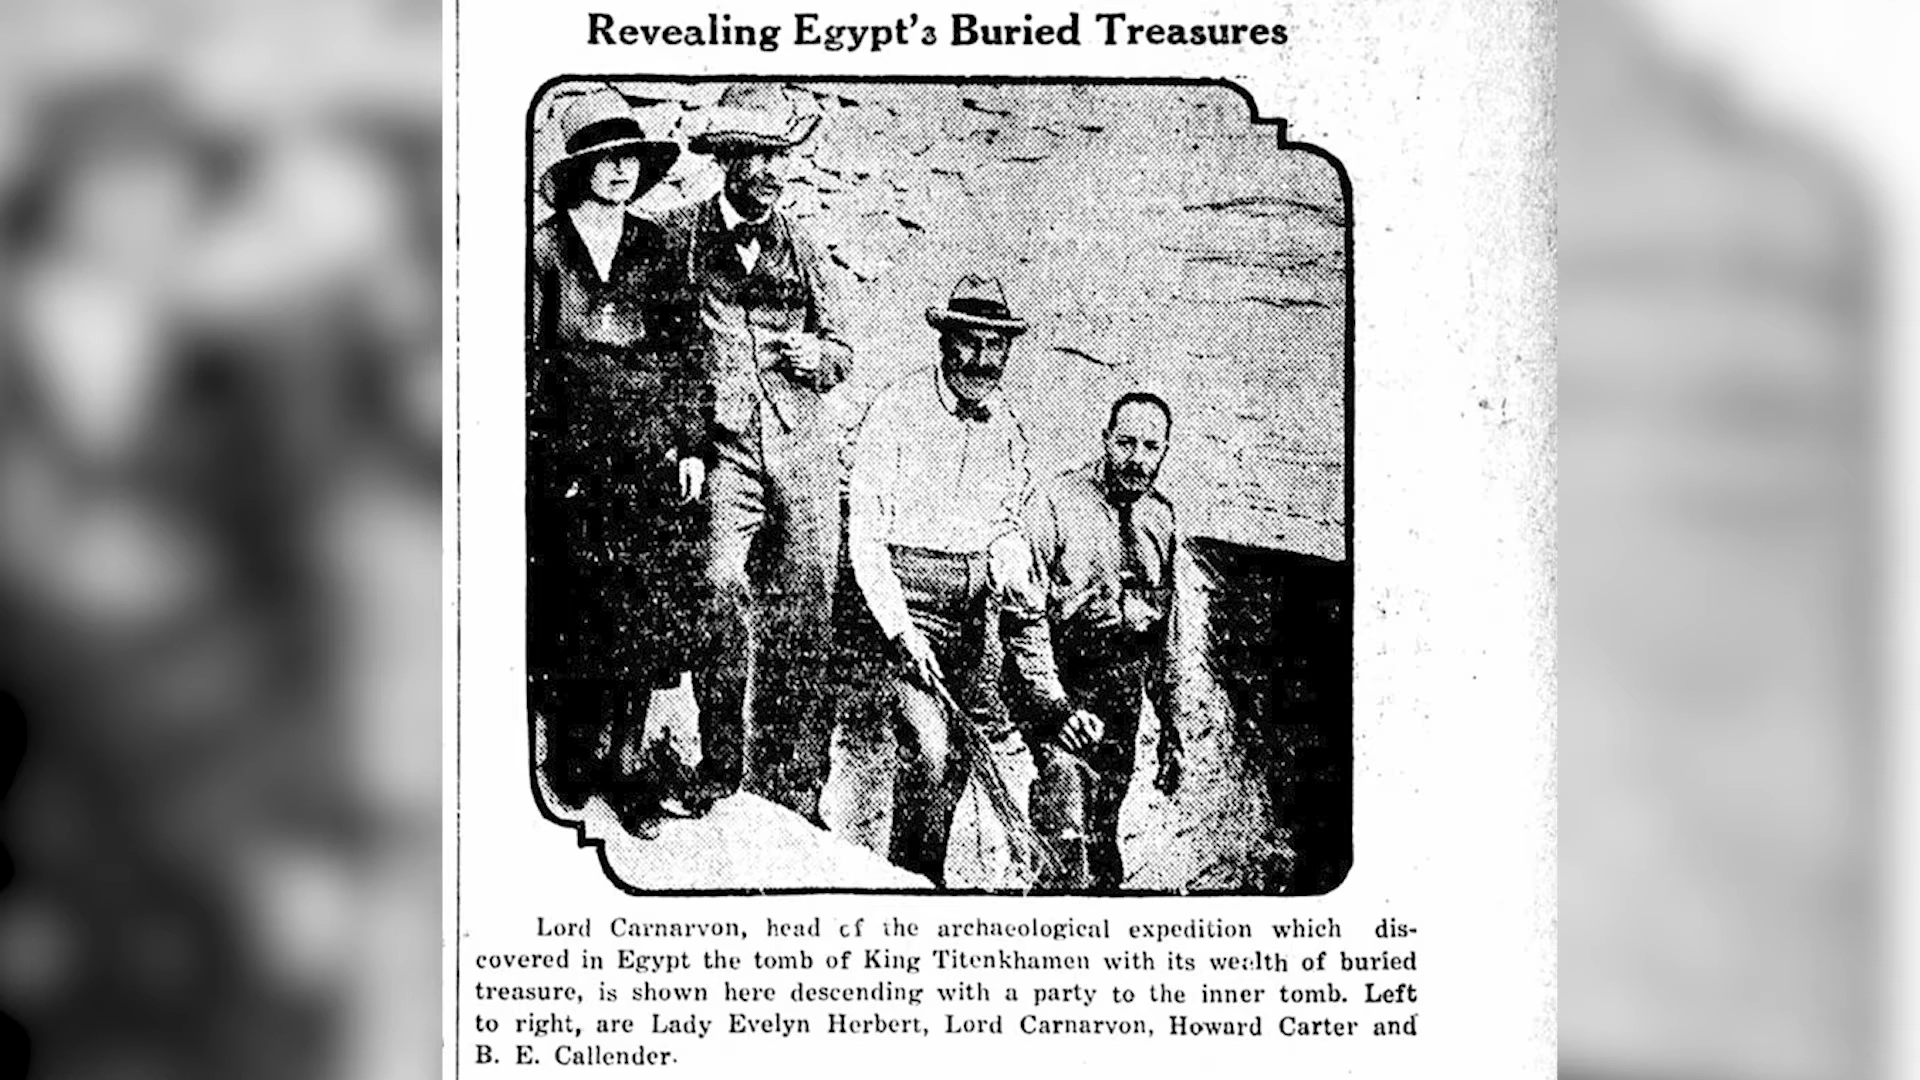 Revealing Egypt's Buried Treasures
Lord Carnarvon, head of the archaeological expedition which dis-
covered in Egypt the tomb of King Titenkhamen with its wealth of buried
treasure, is shown here descending with a party to the inner tomb. Left
to right, are Lady Evelyn Herbert, Lord Carnarvon, Howard Carter and
B. E. Callender.